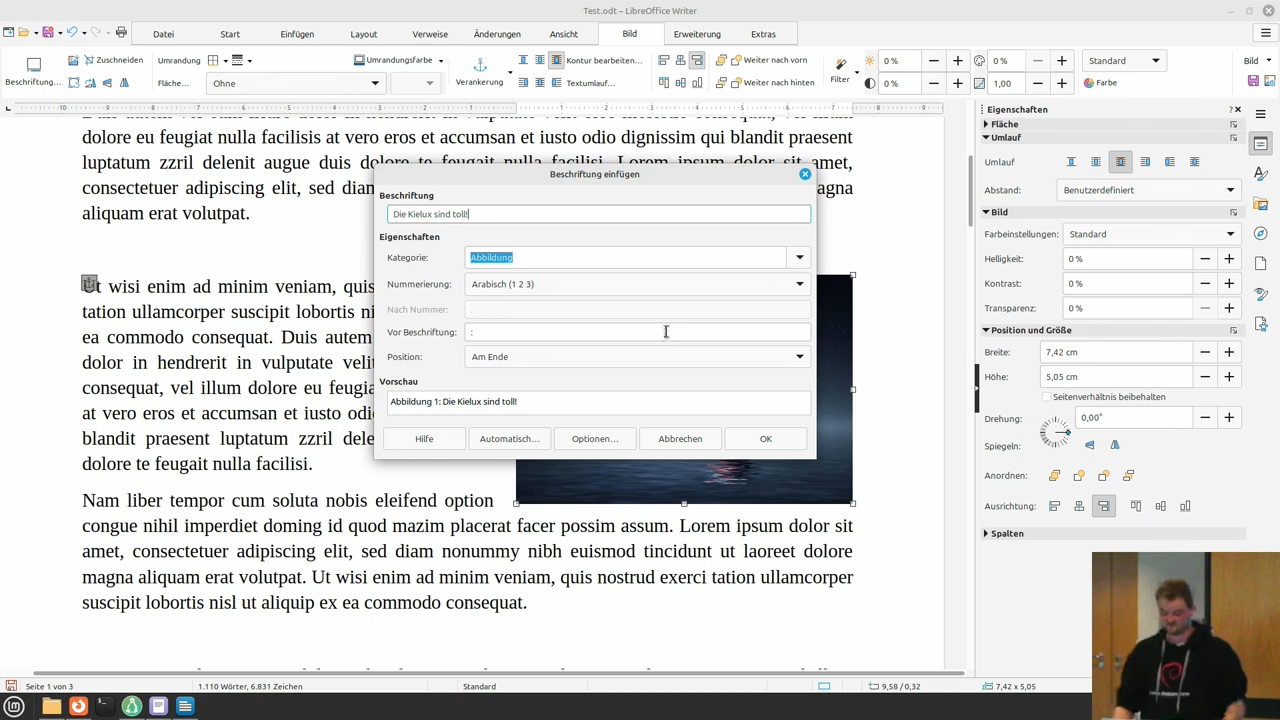 Test.odt – LibreOffice Writer
Datei Start Einfügen Layout Verweise Änderungen Ansicht Bild Erweiterung Extras
Beschriftung... Zuschneiden Umrandung Umrandungsfarbe Verankerung Kontur bearbeiten... Weiter nach vorn Filter 0 % 0 % Standard Bild
Fläche... Ohne Textumlauf... Weiter nach hinten 0 % 1,00 Farbe
dolore eu feugiat nulla facilisis at vero eros et accumsan et iusto odio dignissim qui blandit praesent
luptatum zzril delenit augue duis dolore te feugait nulla facilisi. Lorem ipsum dolor sit amet,
consectetuer adipiscing elit, sed diam
magna
aliquam erat volutpat.
Ut wisi enim ad minim veniam, quis
tation ullamcorper suscipit lobortis ni
ea commodo consequat. Duis autem
dolor in hendrerit in vulputate veli
consequat, vel illum dolore eu feugia
at vero eros et accumsan et iusto odi
blandit praesent luptatum zzril dele
dolore te feugait nulla facilisi.
Nam liber tempor cum soluta nobis eleifend option
congue nihil imperdiet doming id quod mazim placerat facer possim assum. Lorem ipsum dolor sit
amet, consectetuer adipiscing elit, sed diam nonummy nibh euismod tincidunt ut laoreet dolore
magna aliquam erat volutpat. Ut wisi enim ad minim veniam, quis nostrud exerci tation ullamcorper
suscipit lobortis nisl ut aliquip ex ea commodo consequat.
Beschriftung einfügen
Beschriftung
Die Kielux sind toll!
Eigenschaften
Kategorie: Abbildung
Nummerierung: Arabisch (1 2 3)
Nach Nummer: .
Vor Beschriftung: :
Position: Am Ende
Vorschau
Abbildung 1: Die Kielux sind toll!
Hilfe Automatisch... Optionen... Abbrechen OK
Eigenschaften
Fläche
Umlauf
Umlauf
Abstand: Benutzerdefiniert
Bild
Farbeinstellungen: Standard
Helligkeit: 0 %
Kontrast: 0 %
Transparenz: 0 %
Position und Größe
Breite: 7,42 cm
Höhe: 5,05 cm
Seitenverhältnis beibehalten
Drehung: 0,00°
Spiegeln:
Anordnen:
Ausrichtung:
Spalten
Seite 1 von 3 1.110 Wörter, 6.831 Zeichen Standard 9,58 / 0,32 7,42 x 5,05